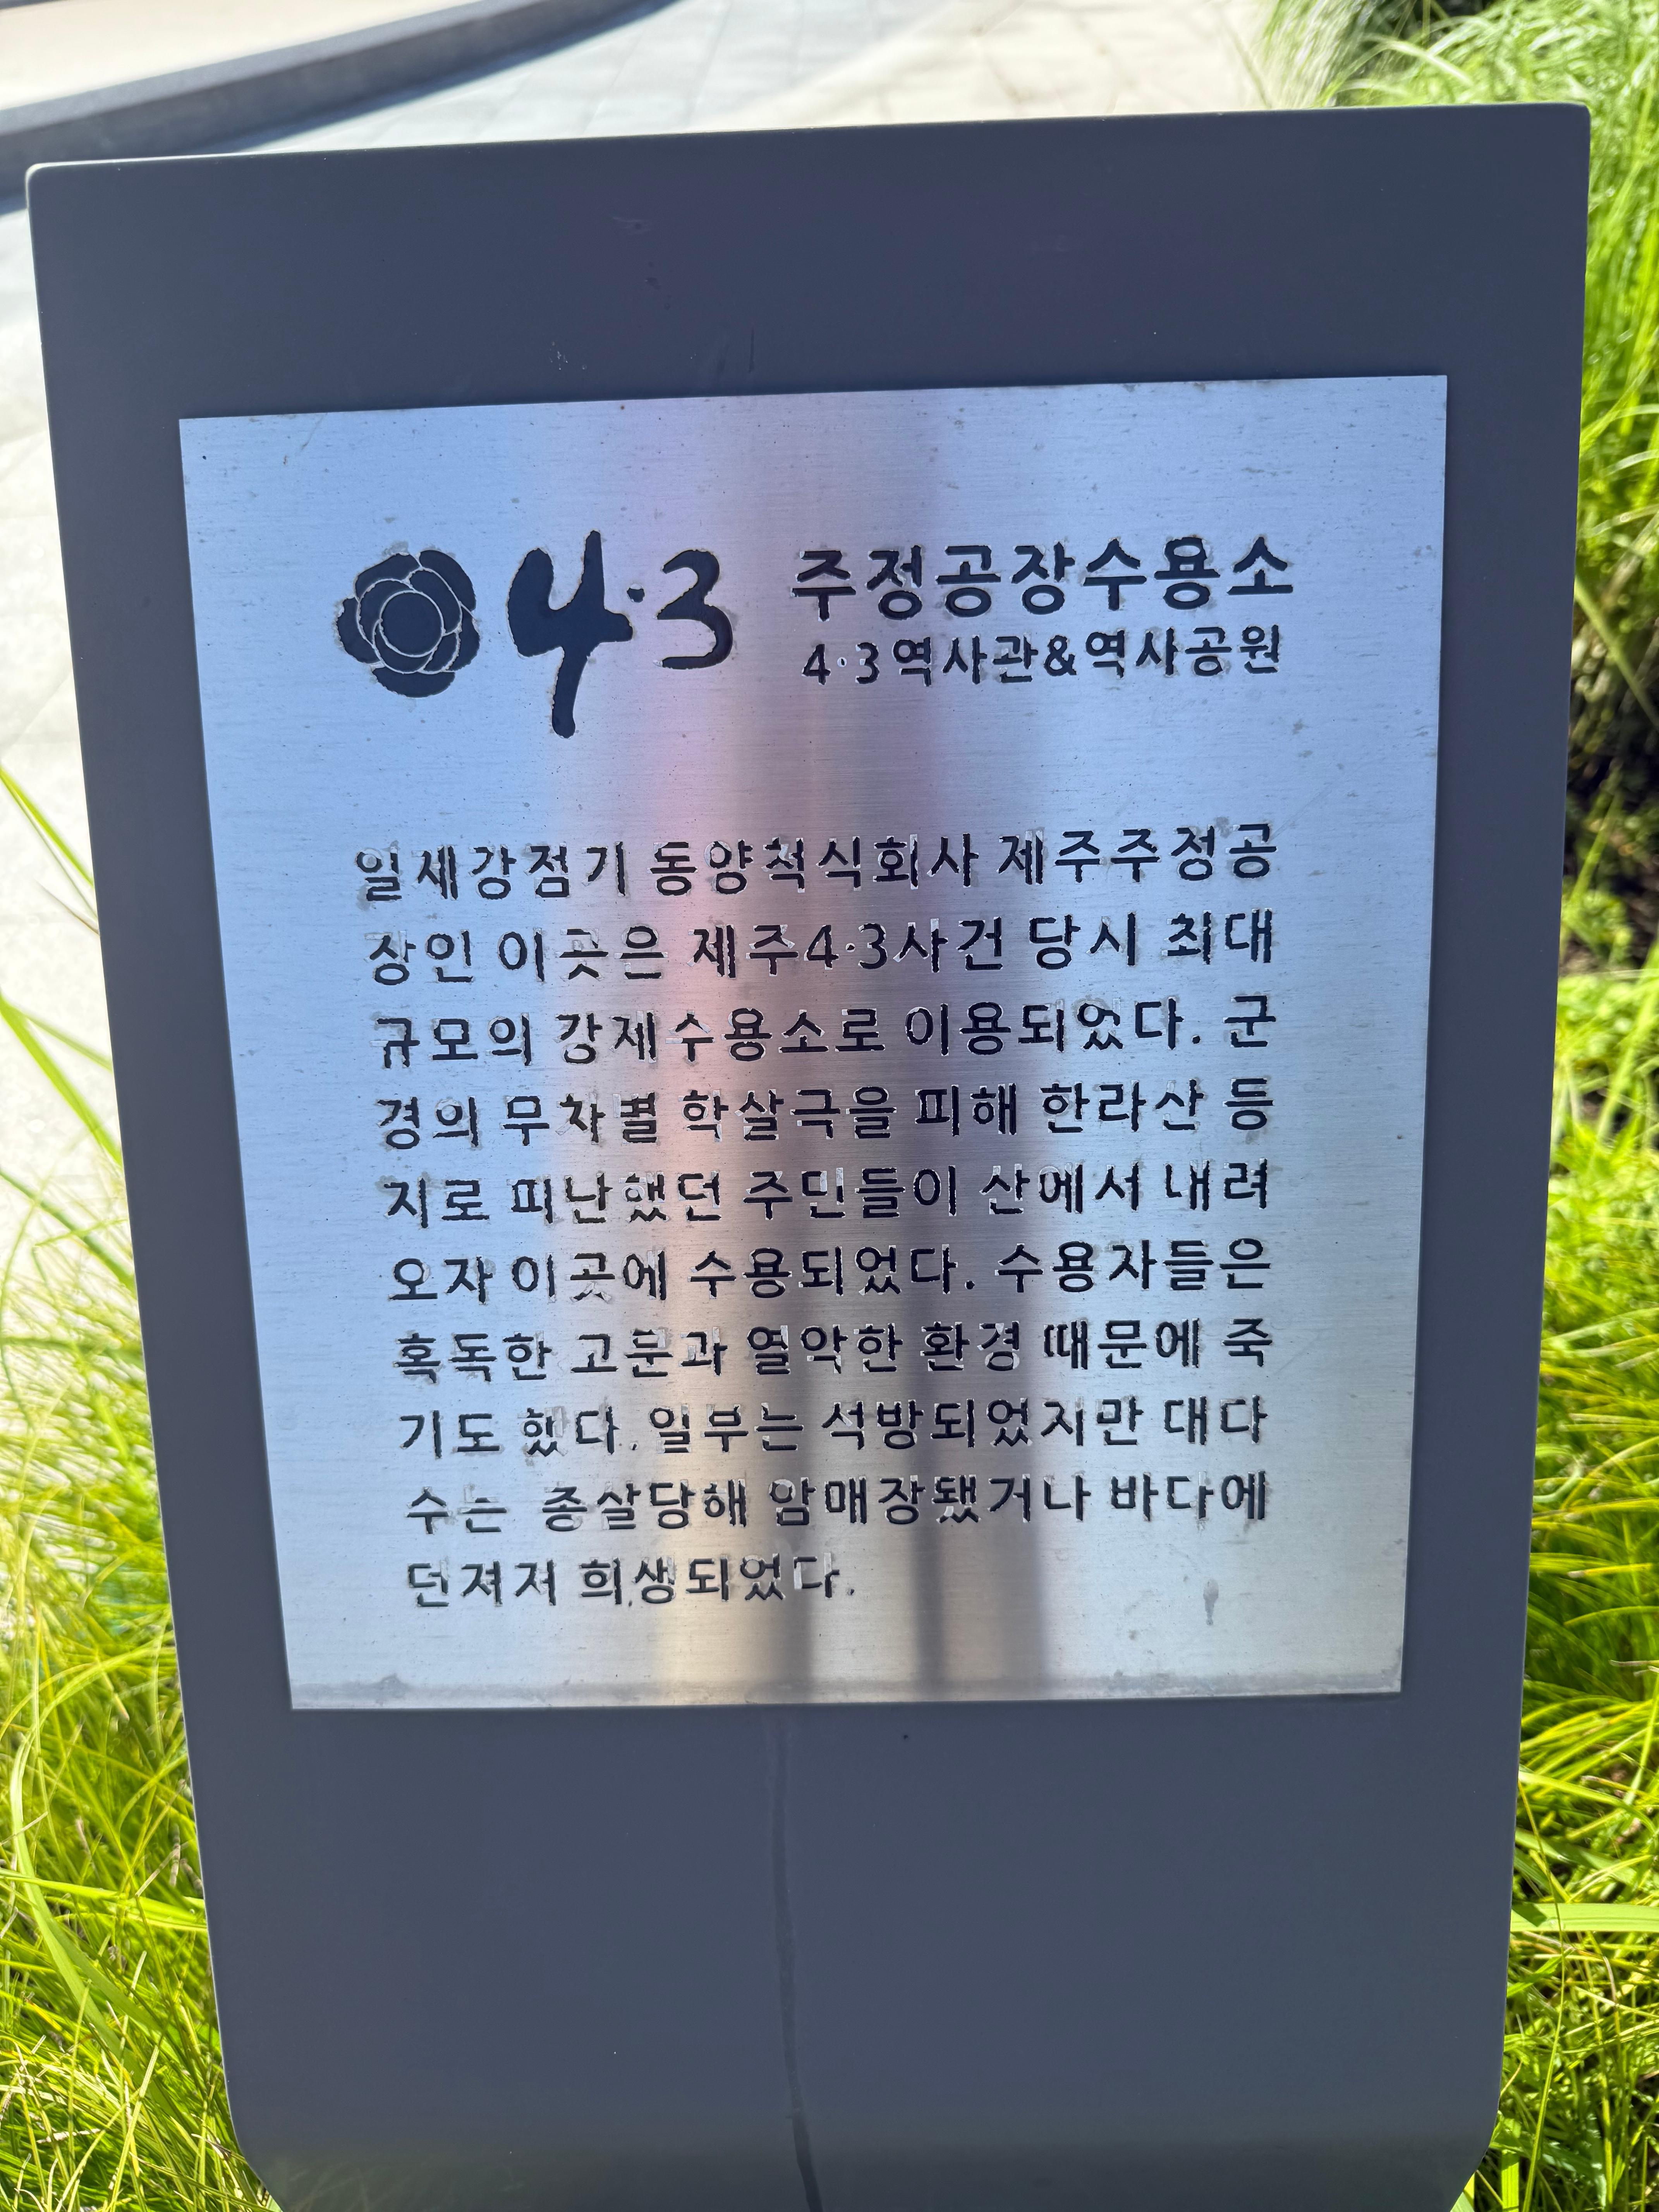 4·3 주정공장수용소
4·3역사관&역사공원
일제강점기 동양척식회사 제주주정공
장인 이곳은 제주4·3사건 당시 최대
규모의 강제수용소로 이용되었다. 군
경의 무차별 학살극을 피해 한라산 등
지로 피난했던 주민들이 산에서 내려
오자 이곳에 수용되었다. 수용자들은
혹독한 고문과 열악한 환경 때문에 죽
기도 했다. 일부는 석방되었지만 대다
수는 총살당해 암매장됐거나 바다에
던져져 희생되었다.